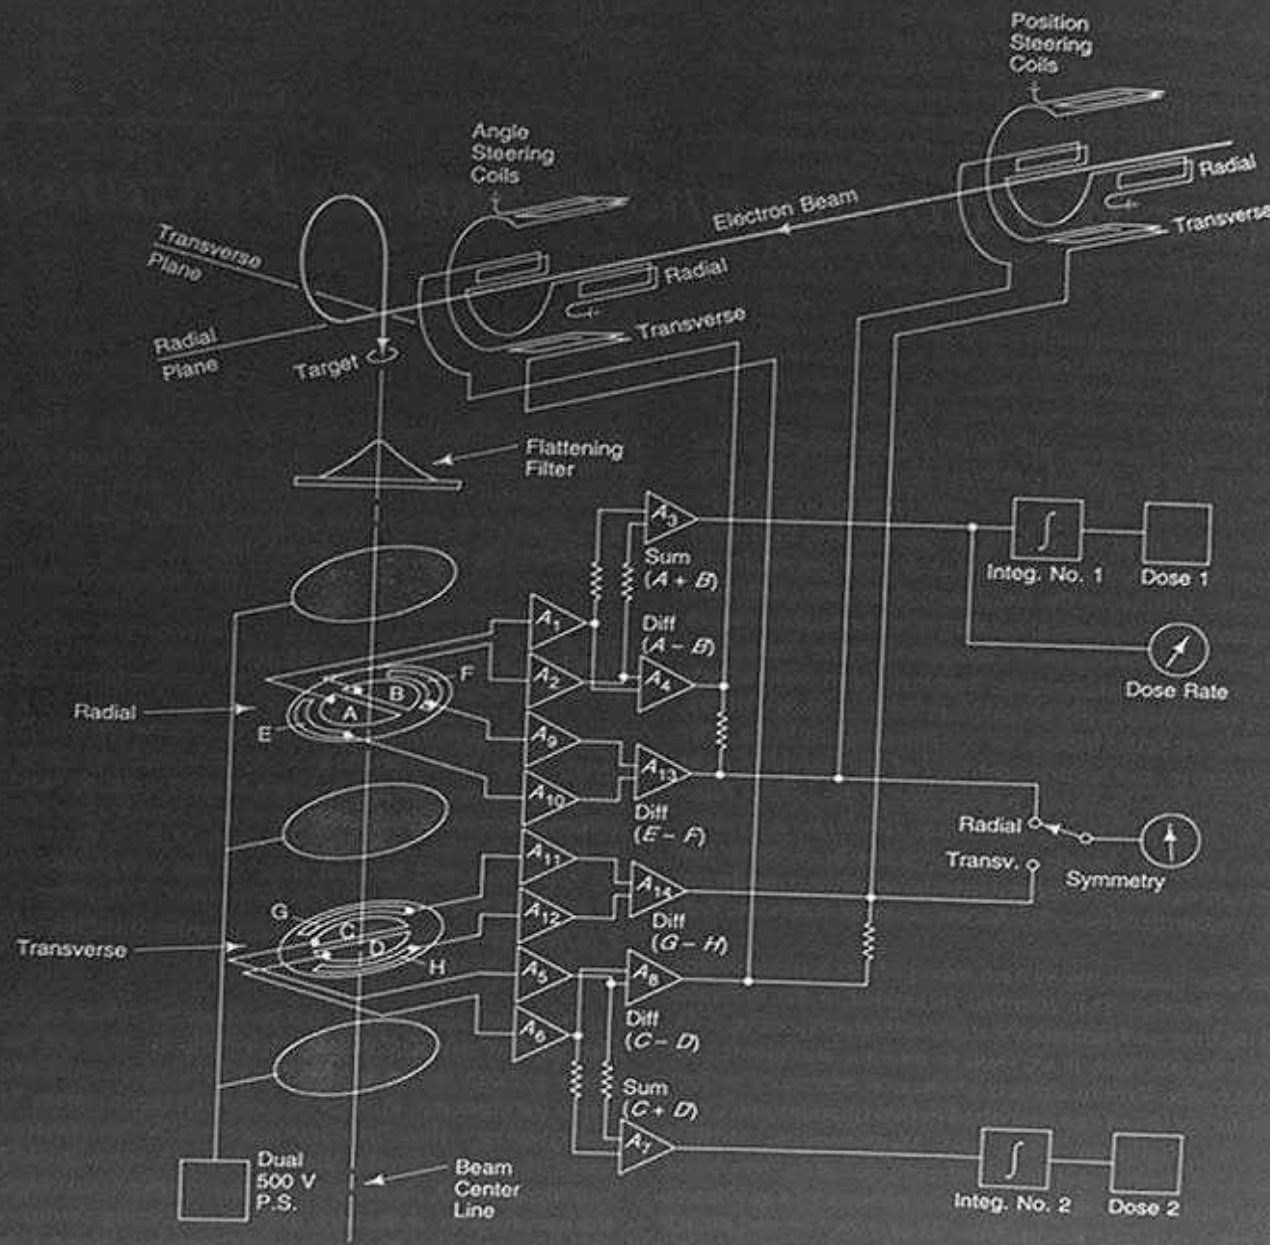 Position
Steering
Coils
Angle
Steering
Coils
Radial
Electron Beam
Transverse
Transverse
Plane
Radial
Transverse
Radial
Plane
Target
Flattening
Filter
A3
Sum
(A + B)
∫
Integ. No. 1
Dose 1
A1
Diff
(A − B)
A2
A4
Dose Rate
F
B
A
Radial
E
A9
A13
A10
Diff
(E − F)
Radial
Transv.
Symmetry
A11
A14
A12
Diff
(G − H)
G
C
D
H
Transverse
A5
A8
A6
Diff
(C − D)
Sum
(C + D)
A7
∫
Integ. No. 2
Dose 2
Dual
500 V
P.S.
Beam
Center
Line